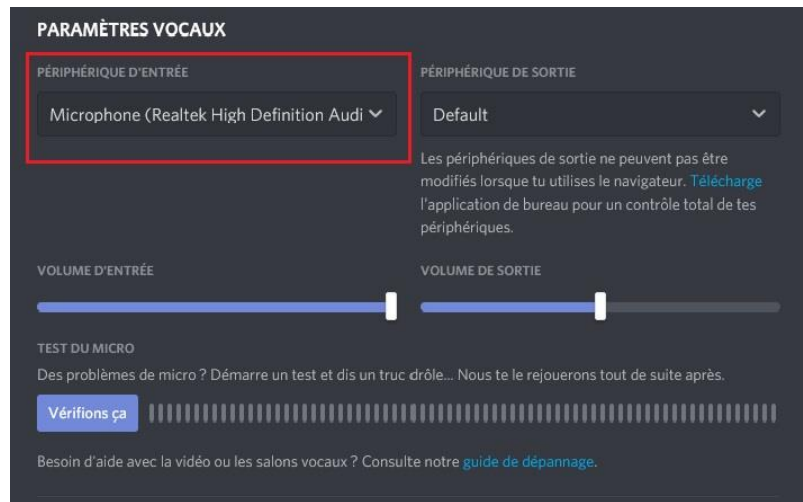 PARAMÈTRES VOCAUX
PÉRIPHÉRIQUE D'ENTRÉE
Microphone (Realtek High Definition Audi
PÉRIPHÉRIQUE DE SORTIE
Default
Les périphériques de sortie ne peuvent pas être
modifiés lorsque tu utilises le navigateur. Télécharge
l'application de bureau pour un contrôle total de tes
périphériques.
VOLUME D'ENTRÉE
VOLUME DE SORTIE
TEST DU MICRO
Des problèmes de micro ? Démarre un test et dis un truc drôle... Nous te le rejouerons tout de suite après.
Vérifions ça
Besoin d'aide avec la vidéo ou les salons vocaux ? Consulte notre guide de dépannage.